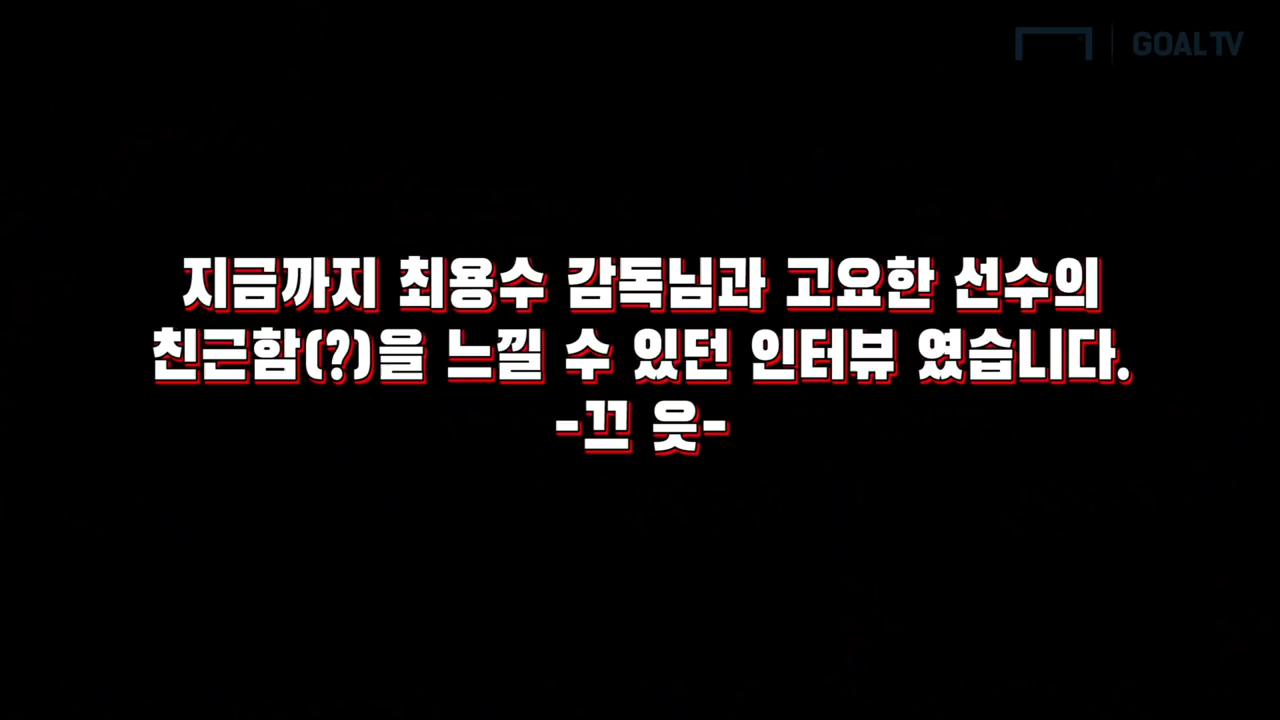 GOAL TV
지금까지 최용수 감독님과 고요한 선수의
친근함(?)을 느낄 수 있던 인터뷰 였습니다.
-끄 읏-